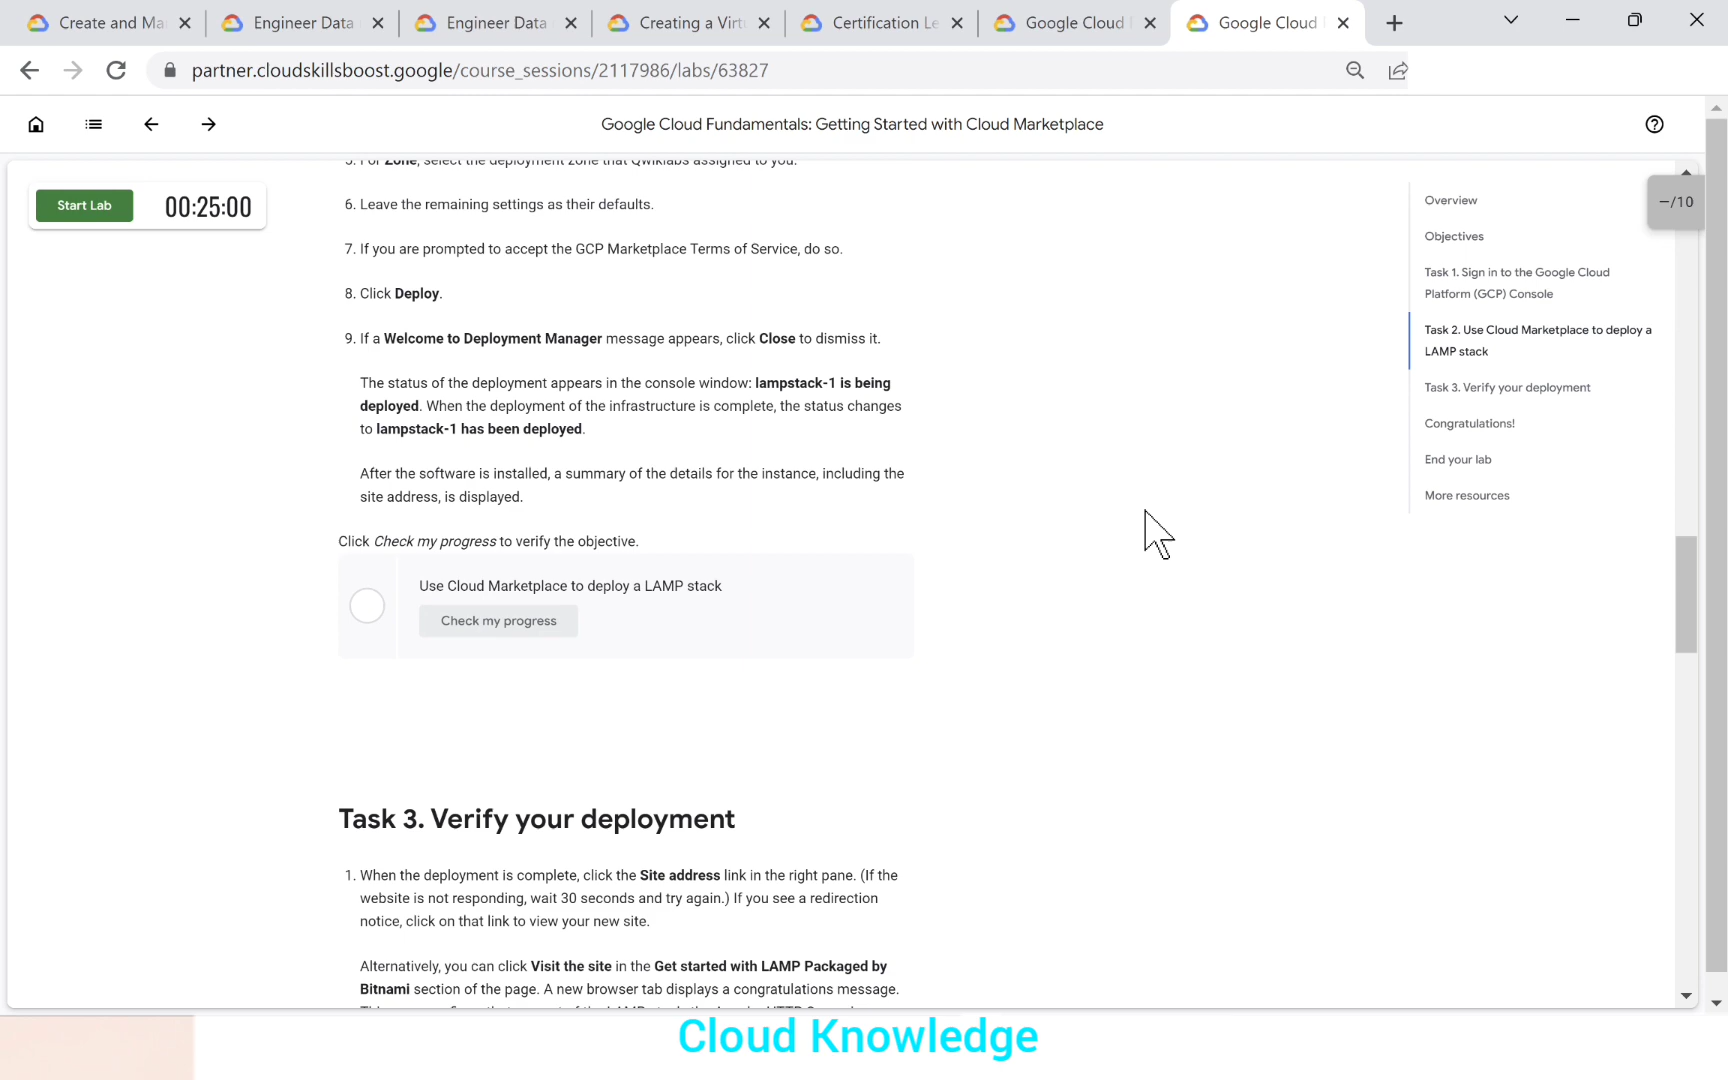 Create and Ma
Engineer Data
Engineer Data
Creating a Virtu
Certification Le
Google Cloud
Google Cloud
partner.cloudskillsboost.google/course_sessions/2117986/labs/63827
Google Cloud Fundamentals: Getting Started with Cloud Marketplace
Start Lab
00:25:00
5. For Zone, select the deployment zone that Qwiklabs assigned to you.
6. Leave the remaining settings as their defaults.
7. If you are prompted to accept the GCP Marketplace Terms of Service, do so.
8. Click Deploy.
9. If a Welcome to Deployment Manager message appears, click Close to dismiss it.
The status of the deployment appears in the console window: lampstack-1 is being
deployed. When the deployment of the infrastructure is complete, the status changes
to lampstack-1 has been deployed.
After the software is installed, a summary of the details for the instance, including the
site address, is displayed.
Click Check my progress to verify the objective.
Use Cloud Marketplace to deploy a LAMP stack
Check my progress
Task 3. Verify your deployment
1. When the deployment is complete, click the Site address link in the right pane. (If the
website is not responding, wait 30 seconds and try again.) If you see a redirection
notice, click on that link to view your new site.
Alternatively, you can click Visit the site in the Get started with LAMP Packaged by
Bitnami section of the page. A new browser tab displays a congratulations message.
Overview
Objectives
Task 1. Sign in to the Google Cloud
Platform (GCP) Console
Task 2. Use Cloud Marketplace to deploy a
LAMP stack
Task 3. Verify your deployment
Congratulations!
End your lab
More resources
–/10
Cloud Knowledge